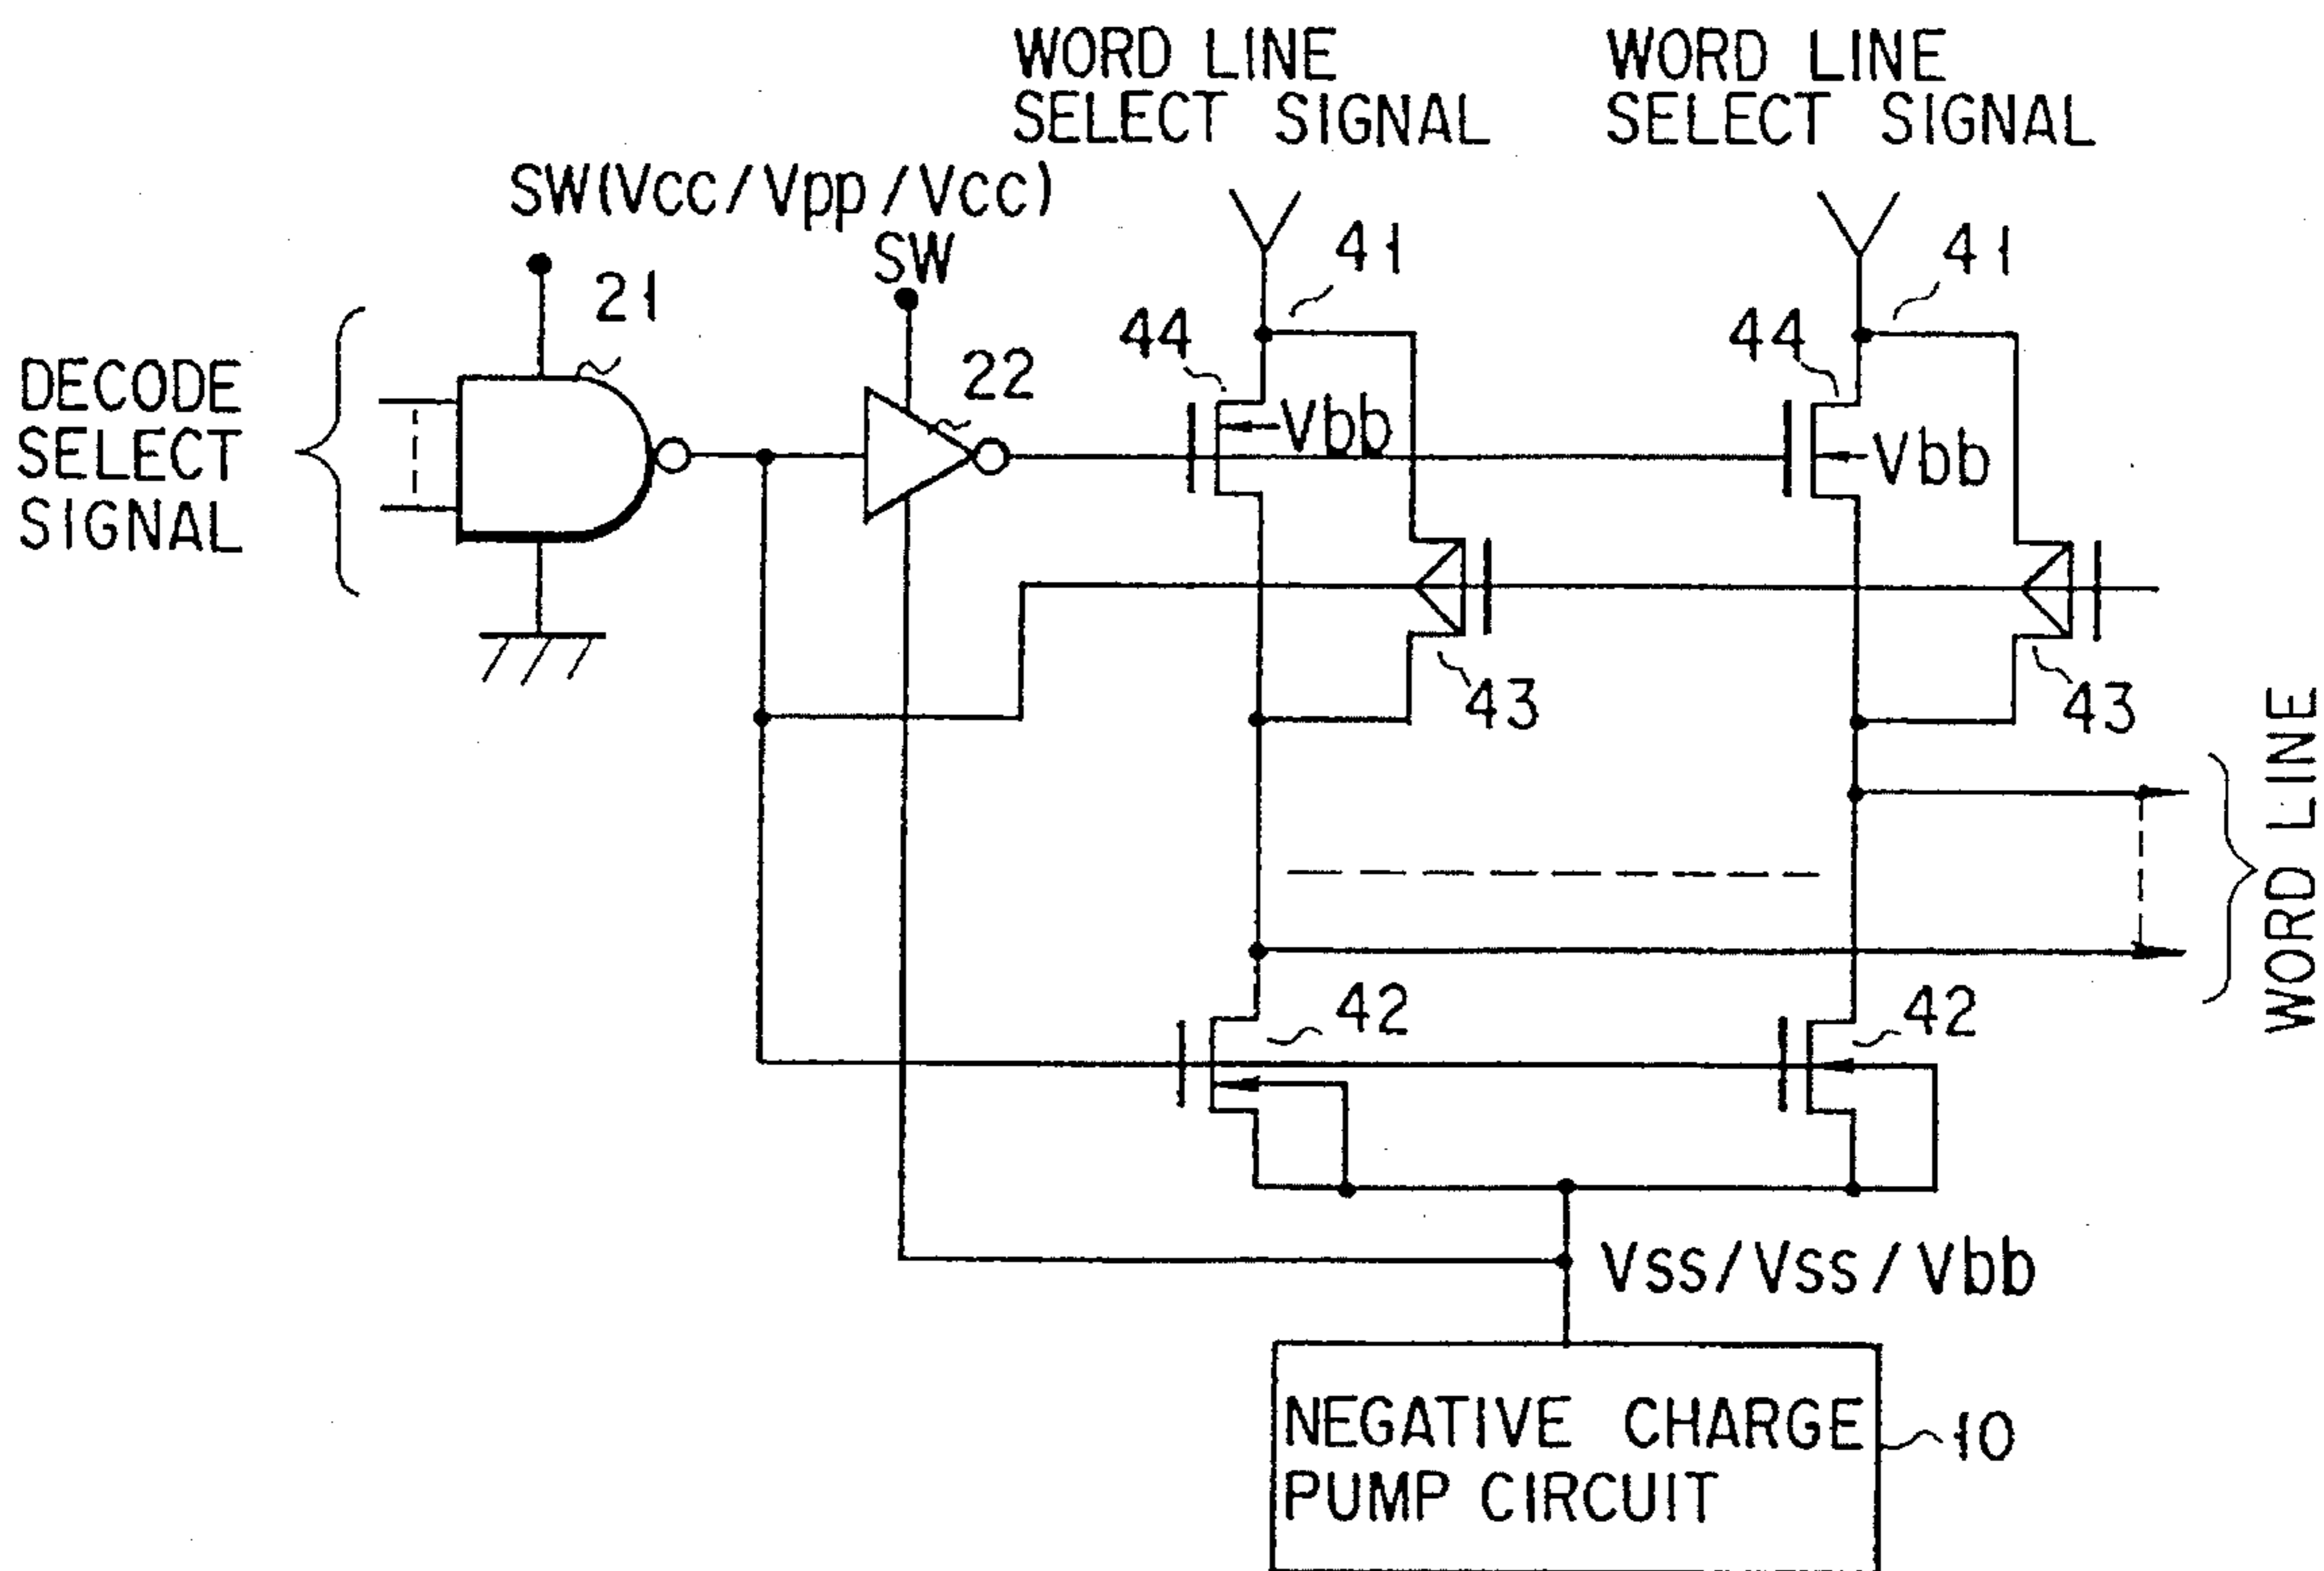 WORD LINE
SELECT SIGNAL
WORD LINE
SELECT SIGNAL
SW(Vcc/Vpp/Vcc)
SW
41
41
21
44
44
22
DECODE
SELECT
SIGNAL
Vbb
Vbb
43
43
WORD LINE
42
42
Vss/Vss/Vbb
NEGATIVE CHARGE
PUMP CIRCUIT
10